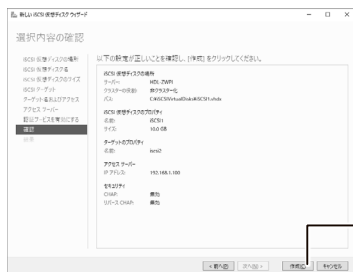 新しい iSCSI 仮想ディスク ウィザード
選択内容の確認
iSCSI 仮想ディスクの場所
iSCSI 仮想ディスク名
iSCSI 仮想ディスクのサイズ
iSCSI ターゲット
ターゲット名およびアクセス
アクセス サーバー
認証サービスを有効にする
確認
結果
以下の設定が正しいことを確認し、[作成] をクリックしてください。
iSCSI 仮想ディスクの場所
サーバー: HDL-ZWPI
クラスターの役割: 非クラスター化
パス: C:\iSCSIVirtualDisks\iSCSI1.vhdx
iSCSI 仮想ディスクのプロパティ
名前: iSCSI1
サイズ: 10.0 GB
ターゲットのプロパティ
名前: iscsi2
アクセス サーバー
IP アドレス: 192.168.1.100
セキュリティ
CHAP: 無効
リバース CHAP: 無効
< 前へ(P) 次へ(N) > 作成(C) キャンセル